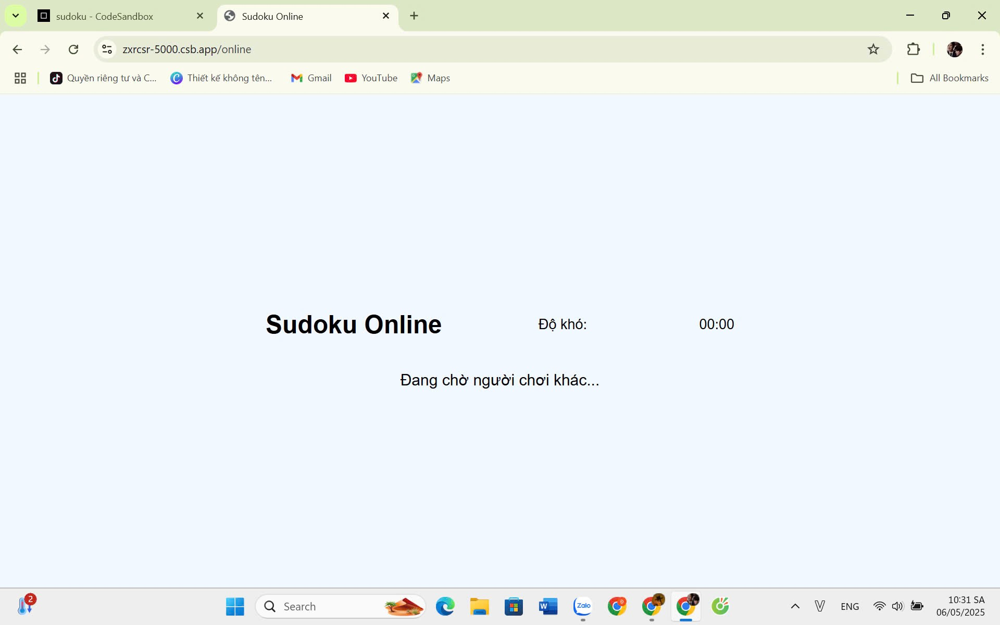 sudoku - CodeSandbox
Sudoku Online
zxrcsr-5000.csb.app/online
Quyền riêng tư và C...
Thiết kế không tên...
Gmail
YouTube
Maps
All Bookmarks
Sudoku Online
Độ khó:
00:00
Đang chờ người chơi khác...
2
Search
Zalo
Đ
ENG
10:31 SA
06/05/2025